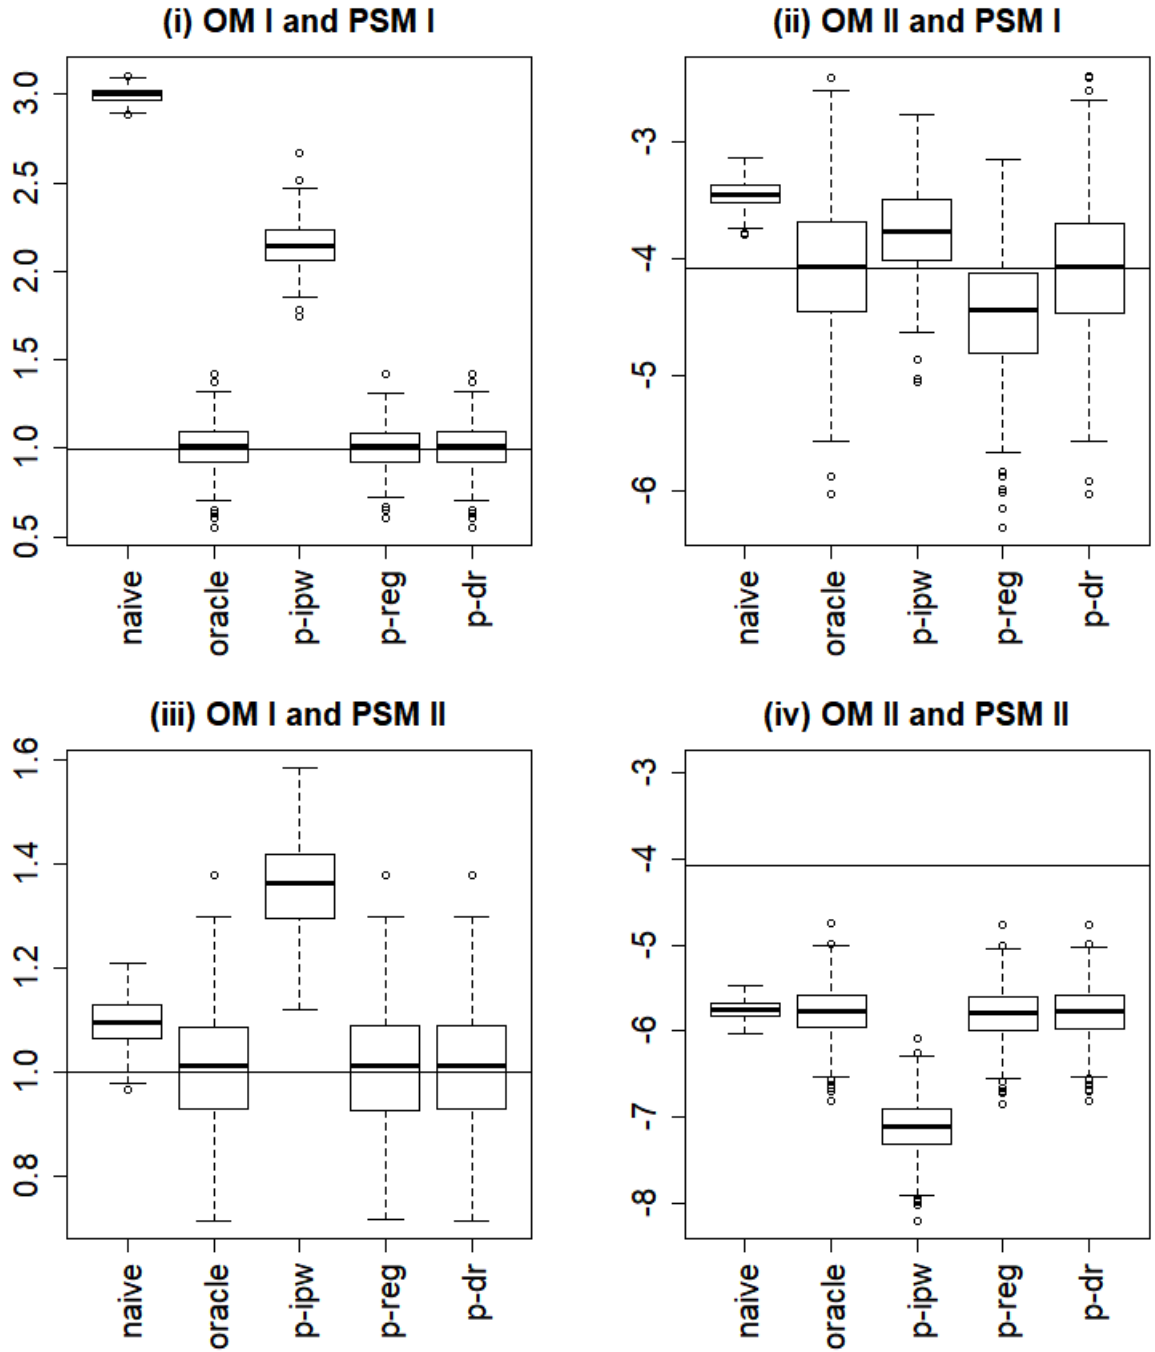 (i) OM I and PSM I
3.0
2.5
2.0
1.5
1.0
0.5
naive
oracle
p-ipw
p-reg
p-dr
(ii) OM II and PSM I
-3
-4
-5
-6
naive
oracle
p-ipw
p-reg
p-dr
(iii) OM I and PSM II
1.6
1.4
1.2
1.0
0.8
naive
oracle
p-ipw
p-reg
p-dr
(iv) OM II and PSM II
-3
-4
-5
-6
-7
-8
naive
oracle
p-ipw
p-reg
p-dr